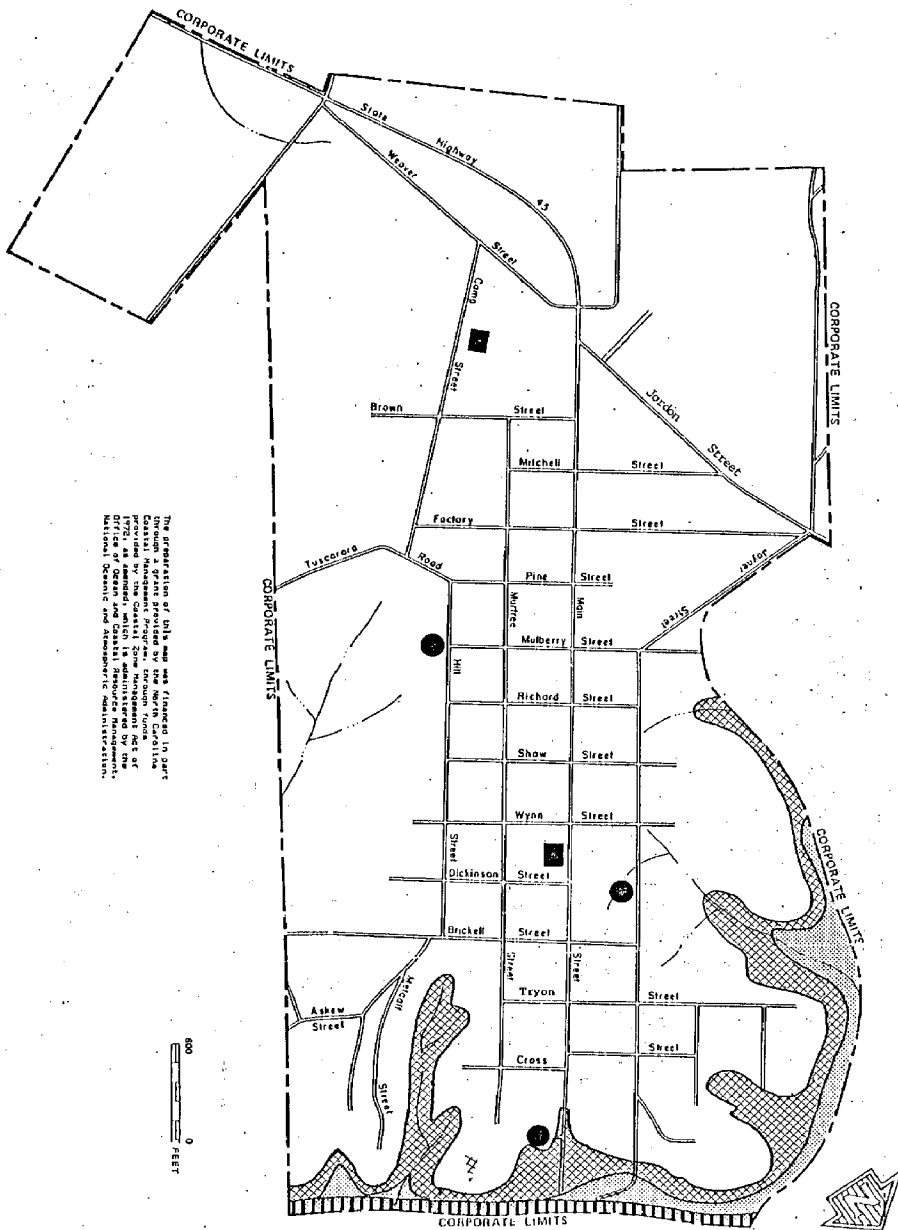 CORPORATE LIMITS
State
Highway
43
Weaver
Street
Camp
Street
CORPORATE LIMITS
Jordon
Street
Brown Street
Mitchell Street
Factory Street
Tuscarora Road
Pine Street
Joyner
Street
Murfree
Main
Mulberry Street
Hill
Richard Street
Shaw Street
Wynn Street
Street
Dickinson Street
Brickell Street
Street
Street
Metcalf
Street
Askew
Street
Tryon Street
Cross Street
CORPORATE LIMITS
CORPORATE LIMITS
CORPORATE LIMITS
The preparation of this map was financed in part
through a grant provided by the North Carolina
Coastal Management Program, through funds
provided by the Coastal Zone Management Act of
1972, as amended, which is administered by the
Office of Ocean and Coastal Resource Management,
National Oceanic and Atmospheric Administration.
600 0
FEET
N